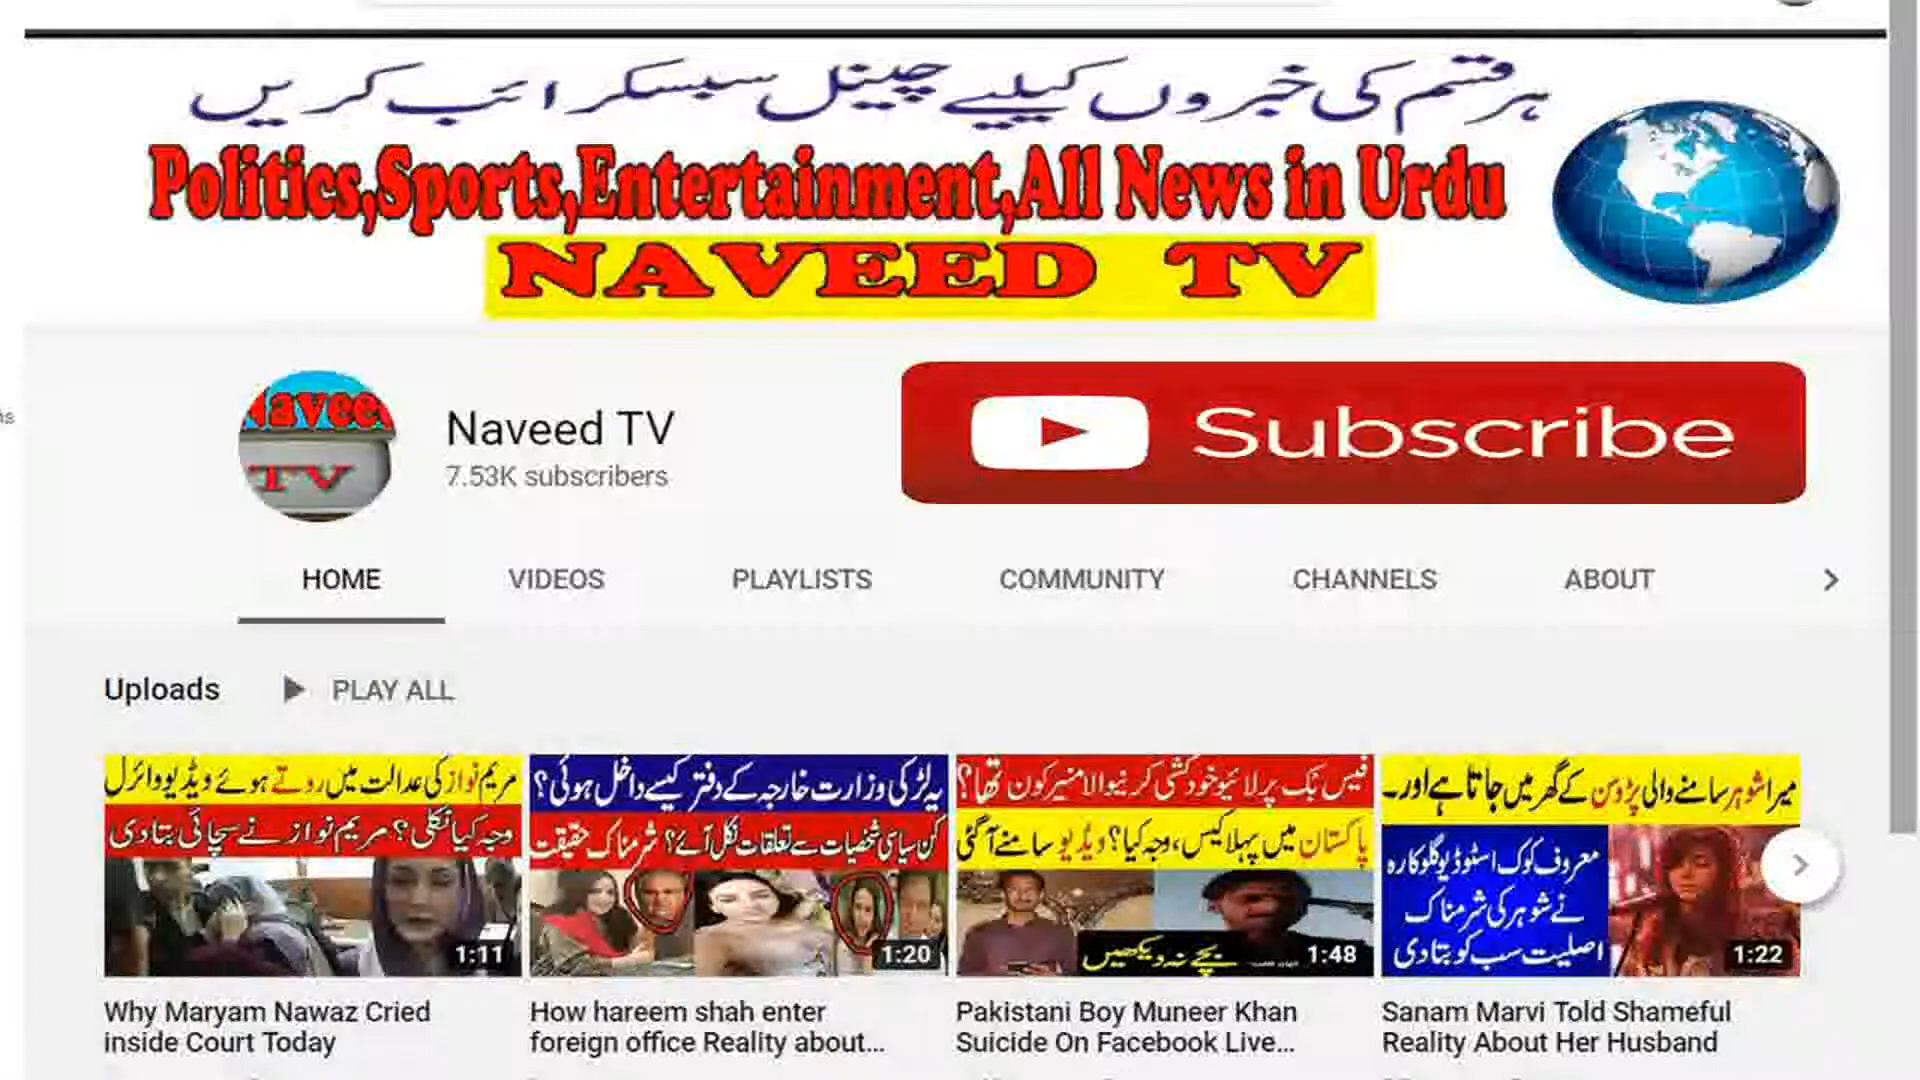 ہر قسم کی خبروں کیلیے چینل سبسکرائب کریں
Politics,Sports,Entertainment,All News in Urdu
NAVEED TV
Navee
TV
Naveed TV
7.53K subscribers
Subscribe
HOME VIDEOS PLAYLISTS COMMUNITY CHANNELS ABOUT
Uploads PLAY ALL
مریم نواز کی عدالت میں روتے ہوئے ویڈیو وائرل
وجہ کیا نکلی؟ مریم نواز نے سچائی بتادی
1:11
یہ لڑکی وزارت خارجہ کے دفتر کیسے داخل ہوئی؟
کن سیاسی شخصیات سے تعلقات نکل آئے؟ شرمناک حقیقت
1:20
فیس بک پر لائیو خودکشی کرنیوالا منیر کون تھا؟
پاکستان میں پہلا کیس، وجہ کیا؟ ویڈیو سامنے آگئی
بچے نہ دیکھیں
1:48
میرا شوہر سامنے والی پڑوسن کے گھر میں جاتا ہے اور۔۔
معروف کوک اسٹوڈیو گلوکارہ
نے شوہر کی شرمناک
اصلیت سب کو بتادی
1:22
Why Maryam Nawaz Cried
inside Court Today
How hareem shah enter
foreign office Reality about...
Pakistani Boy Muneer Khan
Suicide On Facebook Live...
Sanam Marvi Told Shameful
Reality About Her Husband